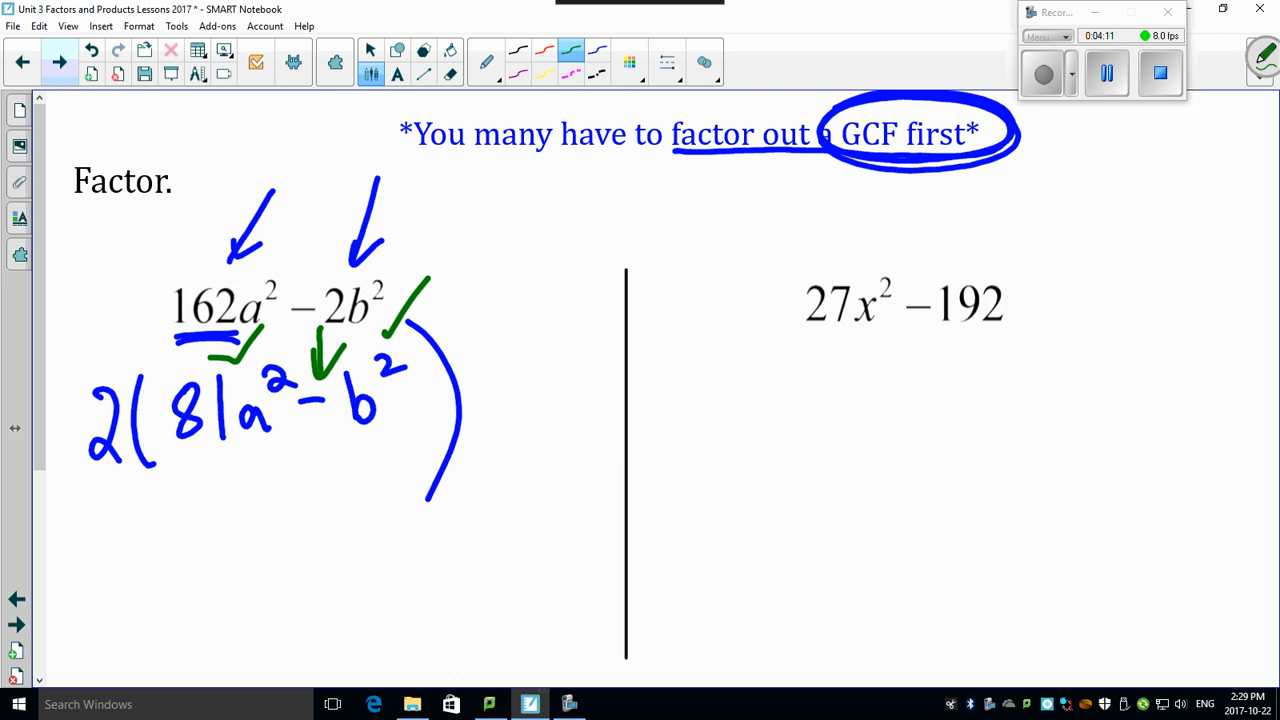 Unit 3 Factors and Products Lessons 2017 * - SMART Notebook
File Edit View Insert Format Tools Add-ons Account Help
Recor...
Menu
0:04:11
8.0 fps
*You many have to factor out a GCF first*
Factor.
162a² − 2b²
27x² − 192
2(81a² − b²)
Search Windows
ENG
2:29 PM
2017-10-22